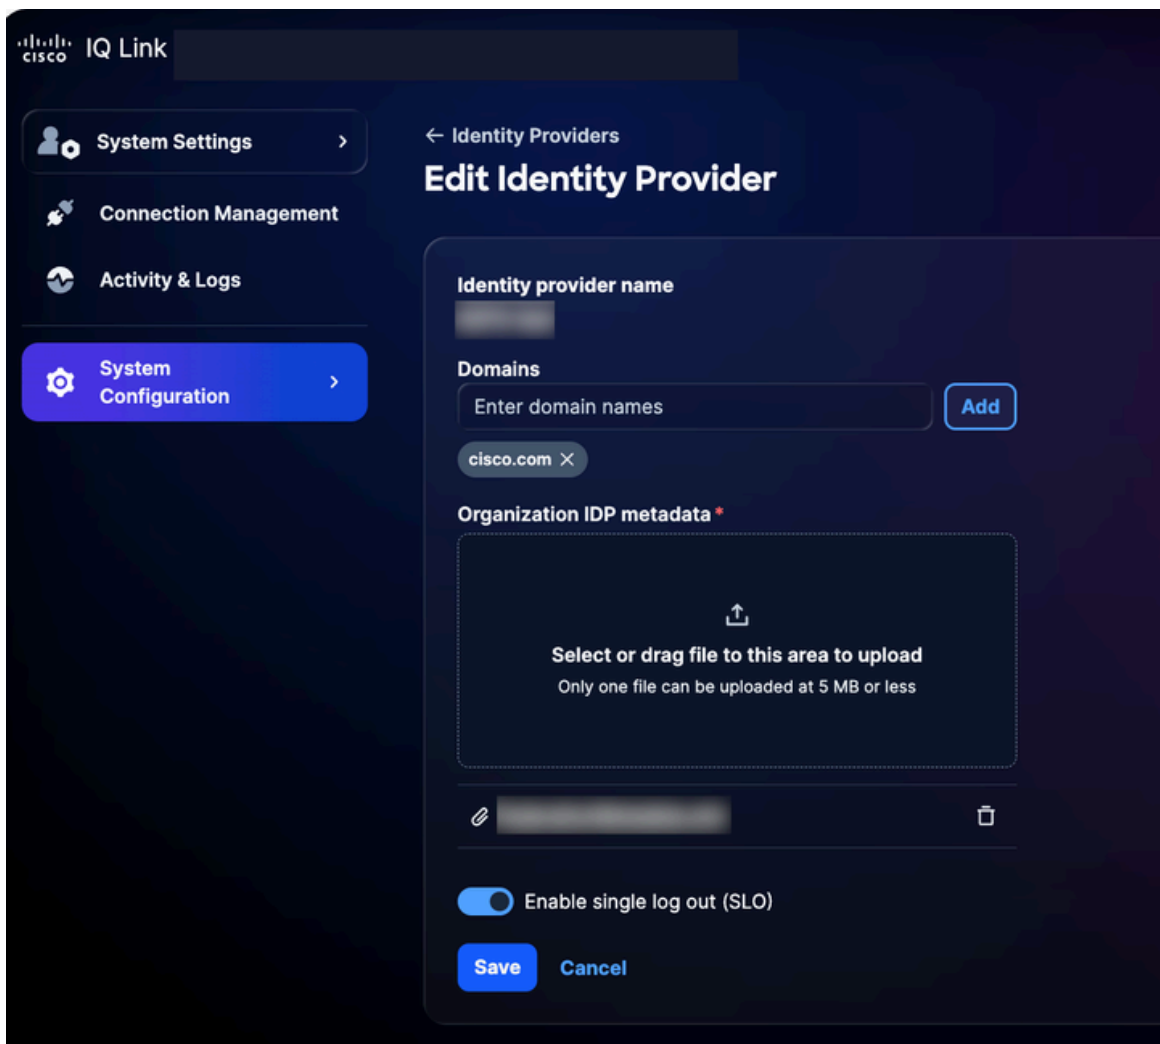 cisco IQ Link
System Settings
Connection Management
Activity & Logs
System
Configuration
← Identity Providers
Edit Identity Provider
Identity provider name
Domains
Enter domain names
Add
cisco.com
Organization IDP metadata*
Select or drag file to this area to upload
Only one file can be uploaded at 5 MB or less
Enable single log out (SLO)
Save Cancel